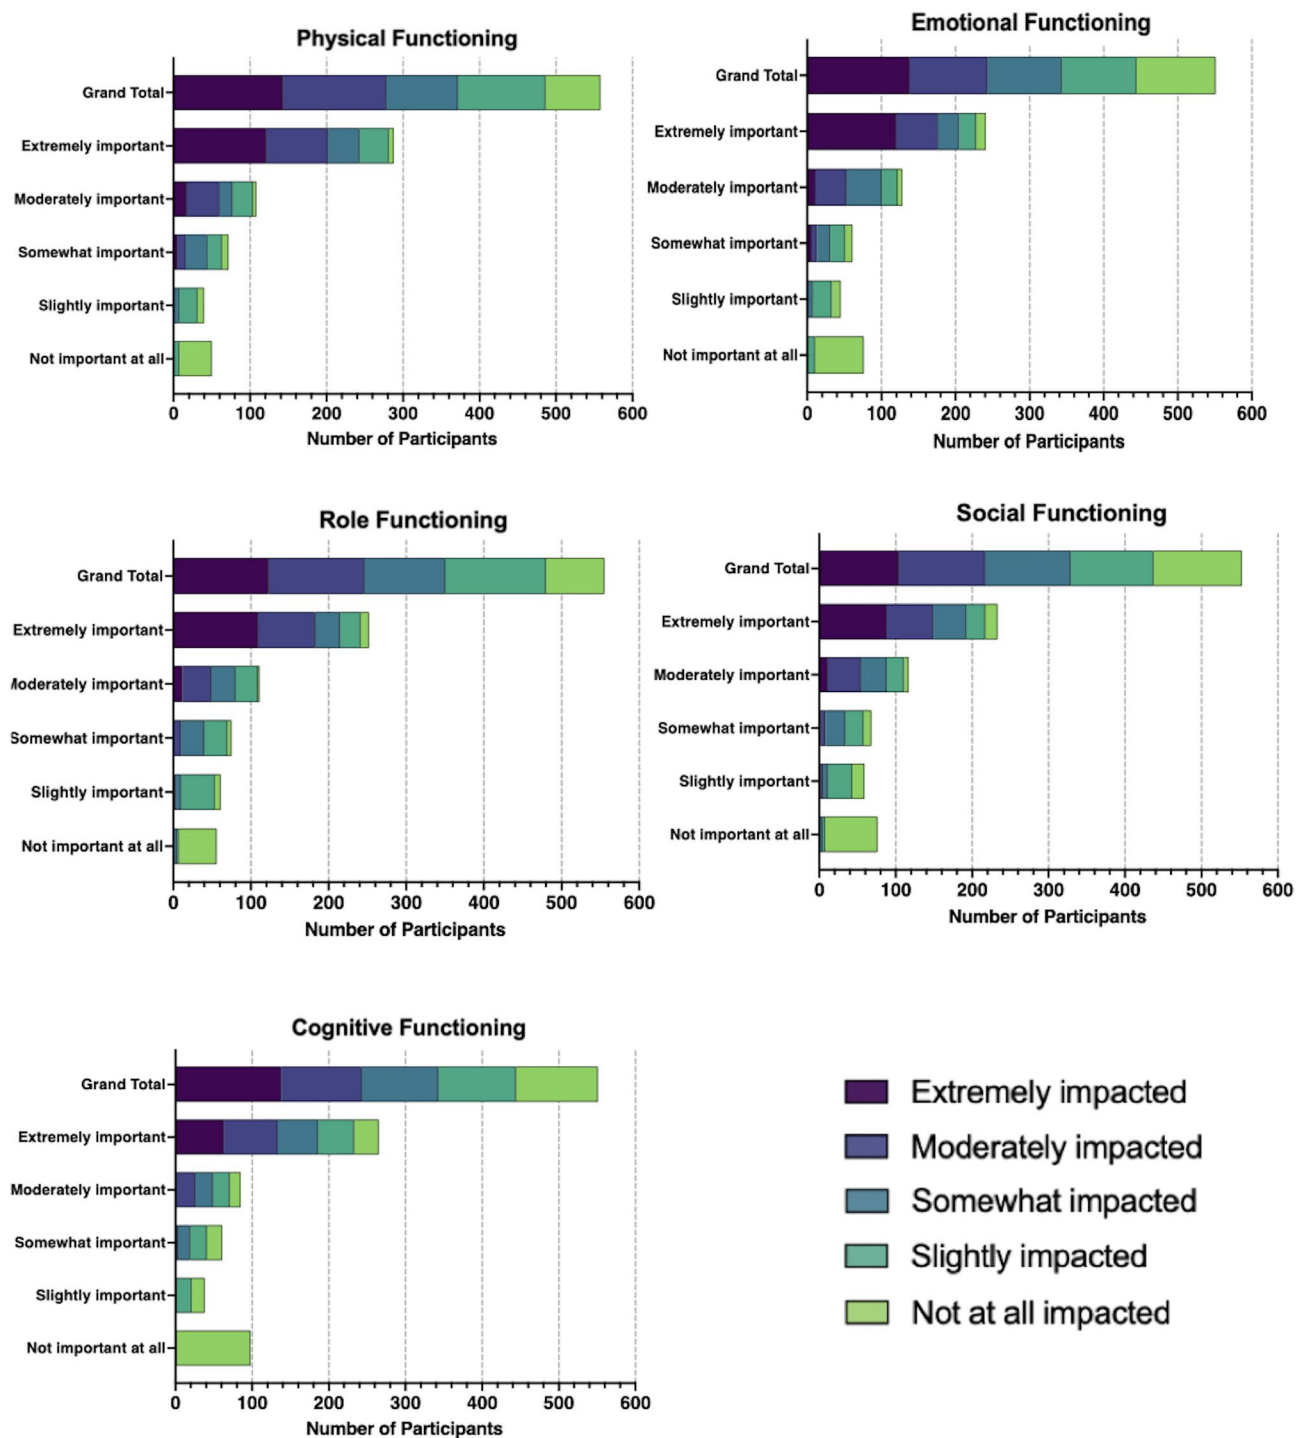 Physical Functioning
Grand Total
Extremely important
Moderately important
Somewhat important
Slightly important
Not important at all
0 100 200 300 400 500 600
Number of Participants
Emotional Functioning
Grand Total
Extremely important
Moderately important
Somewhat important
Slightly important
Not important at all
0 100 200 300 400 500 600
Number of Participants
Role Functioning
Grand Total
Extremely important
Moderately important
Somewhat important
Slightly important
Not important at all
0 100 200 300 400 500 600
Number of Participants
Social Functioning
Grand Total
Extremely important
Moderately important
Somewhat important
Slightly important
Not important at all
0 100 200 300 400 500 600
Number of Participants
Cognitive Functioning
Grand Total
Extremely important
Moderately important
Somewhat important
Slightly important
Not important at all
0 100 200 300 400 500 600
Number of Participants
Extremely impacted
Moderately impacted
Somewhat impacted
Slightly impacted
Not at all impacted